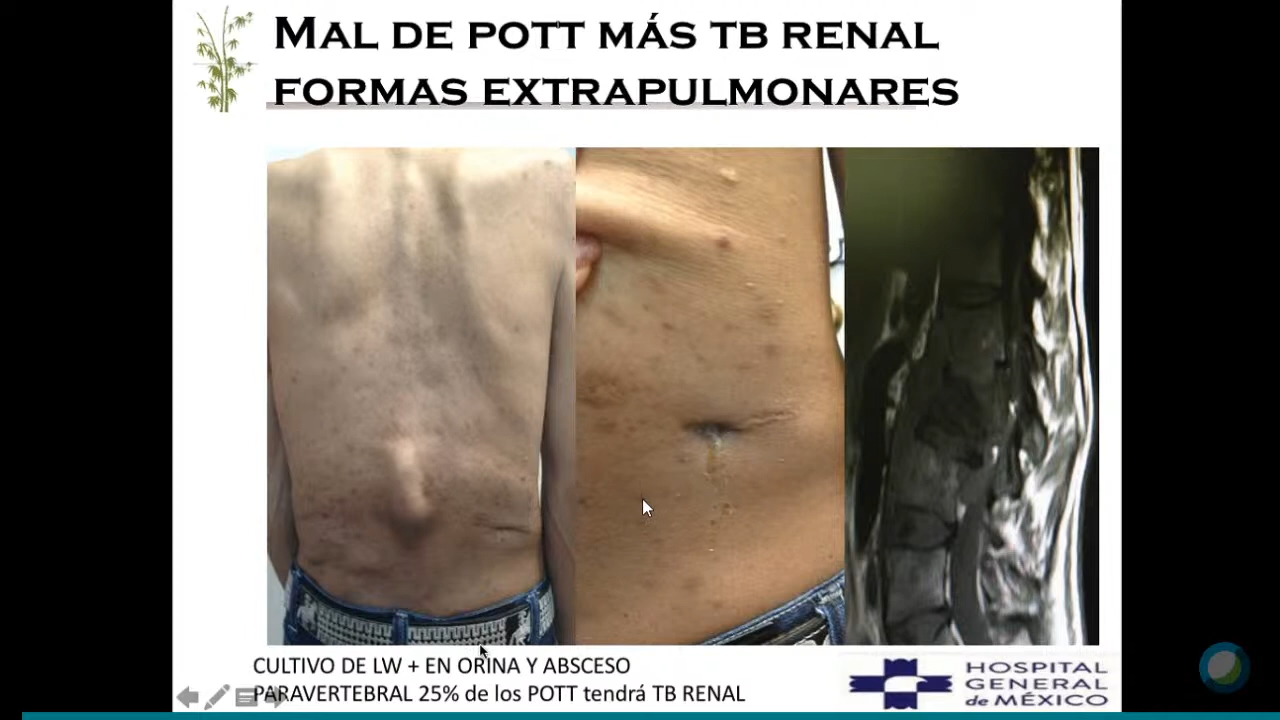 MAL DE POTT MÁS TB RENAL
FORMAS EXTRAPULMONARES
CULTIVO DE LW + EN ORINA Y ABSCESO
PARAVERTEBRAL 25% de los POTT tendrá TB RENAL
HOSPITAL
GENERAL
de MÉXICO